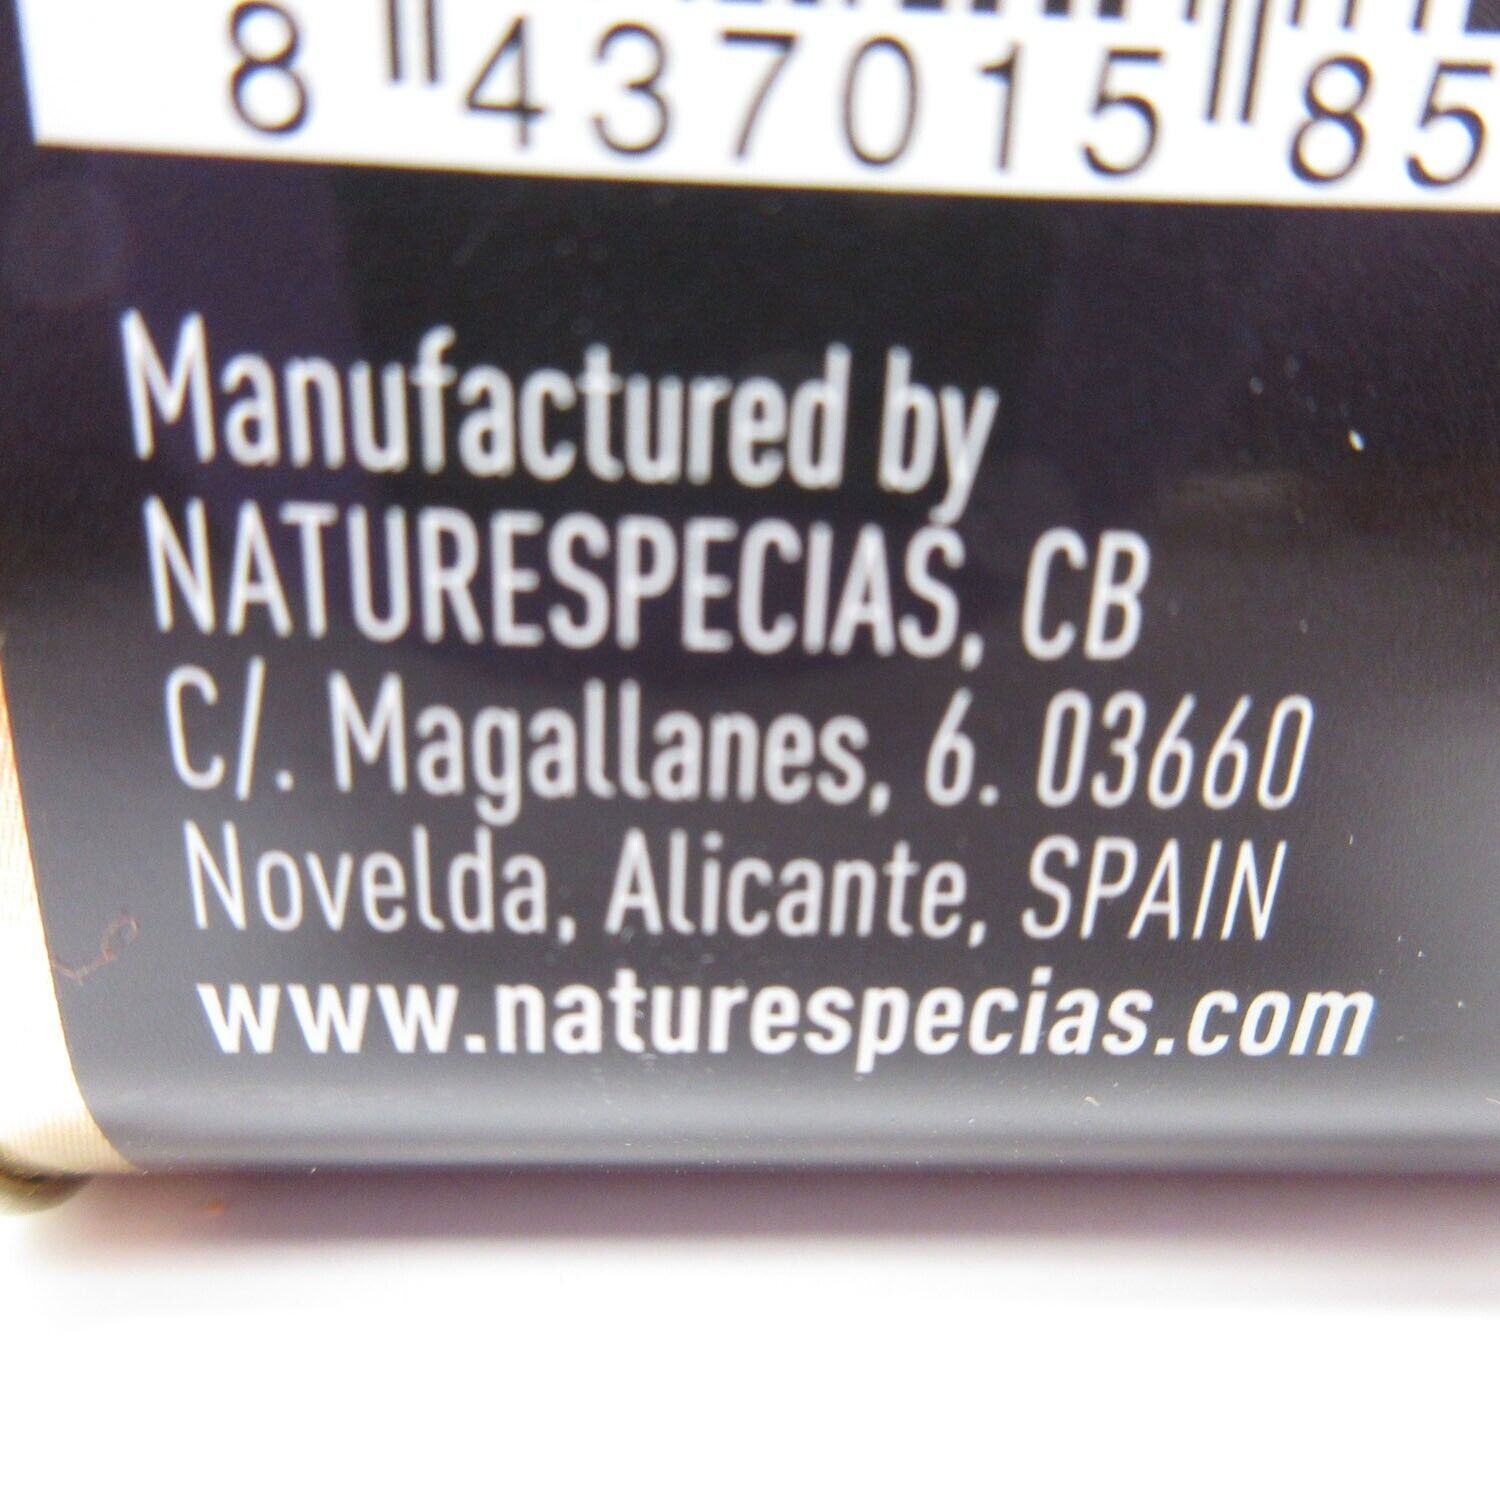 8 437015 85
Manufactured by
NATURESPECIAS, CB
C/. Magallanes, 6. 03660
Novelda, Alicante, SPAIN
www.naturespecias.com